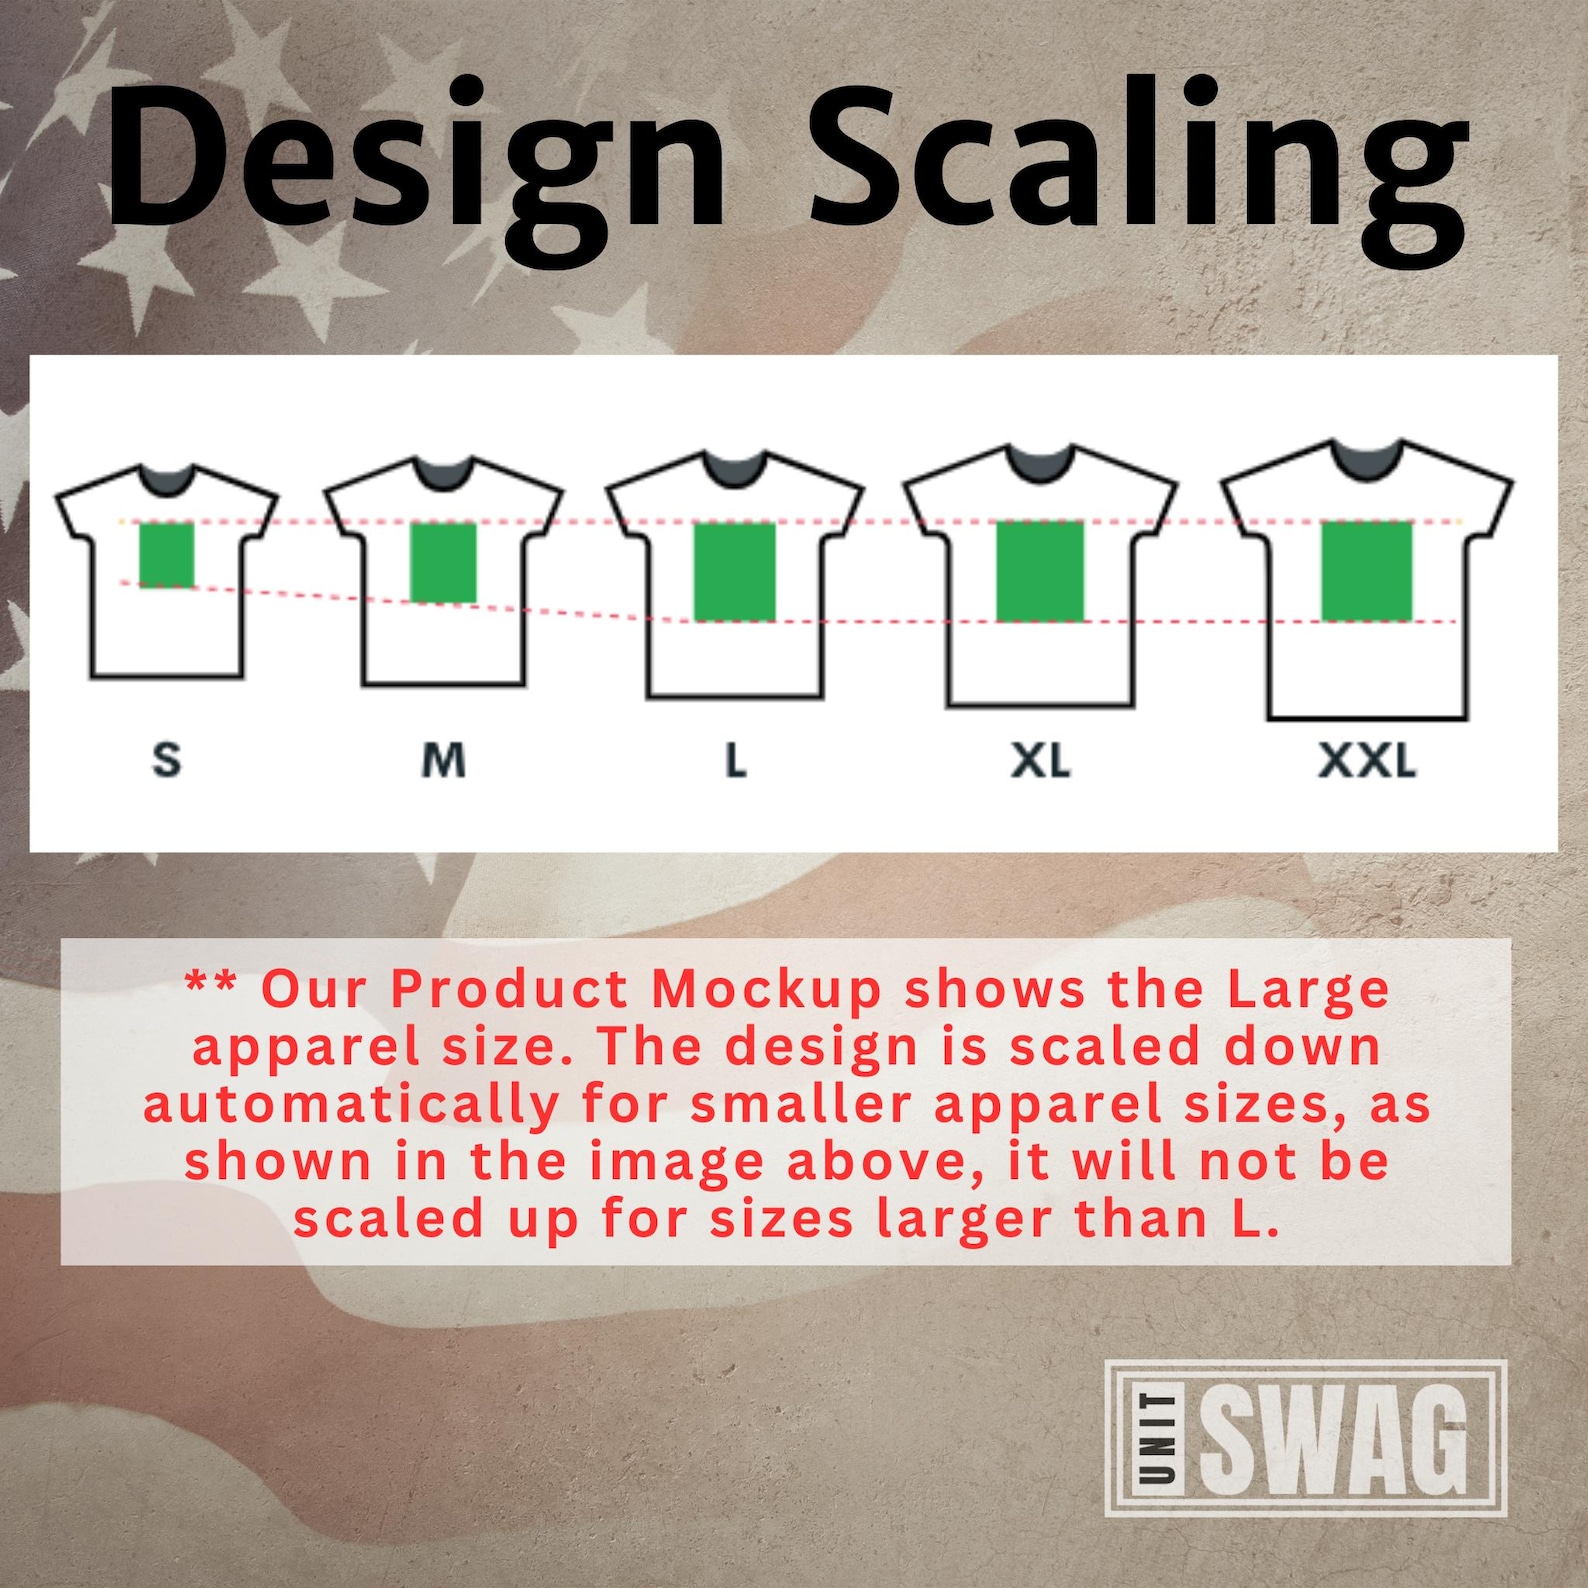 Design Scaling
S M L XL XXL
** Our Product Mockup shows the Large
apparel size. The design is scaled down
automatically for smaller apparel sizes, as
shown in the image above, it will not be
scaled up for sizes larger than L.
UNIT SWAG